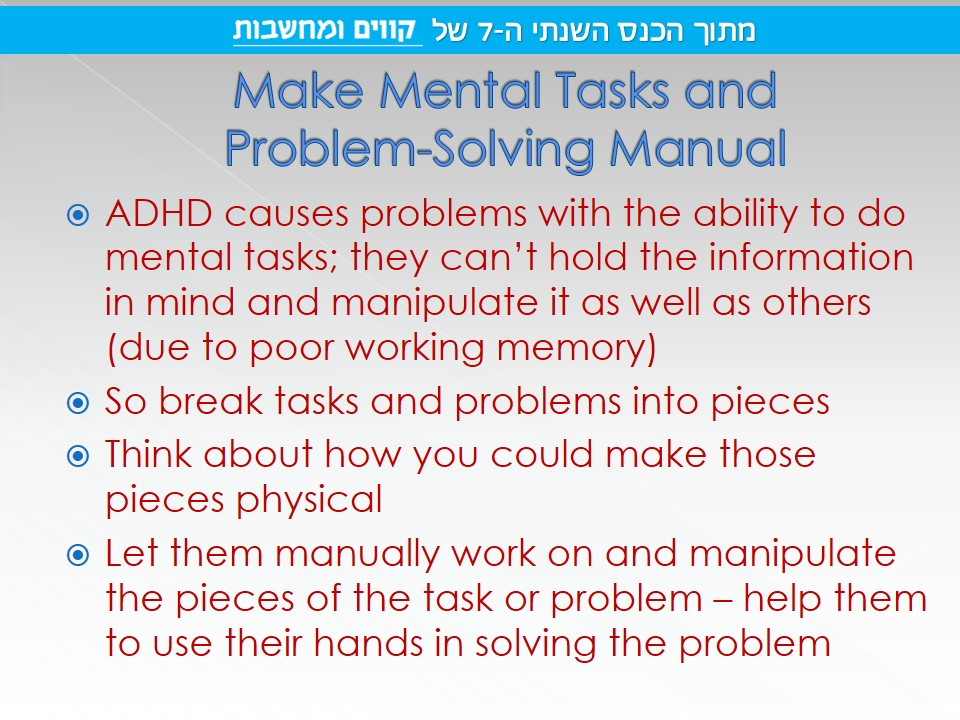 מתוך הכנס השנתי ה-7 של קווים ומחשבות
Make Mental Tasks and
Problem-Solving Manual
ADHD causes problems with the ability to do
mental tasks; they can’t hold the information
in mind and manipulate it as well as others
(due to poor working memory)
So break tasks and problems into pieces
Think about how you could make those
pieces physical
Let them manually work on and manipulate
the pieces of the task or problem – help them
to use their hands in solving the problem